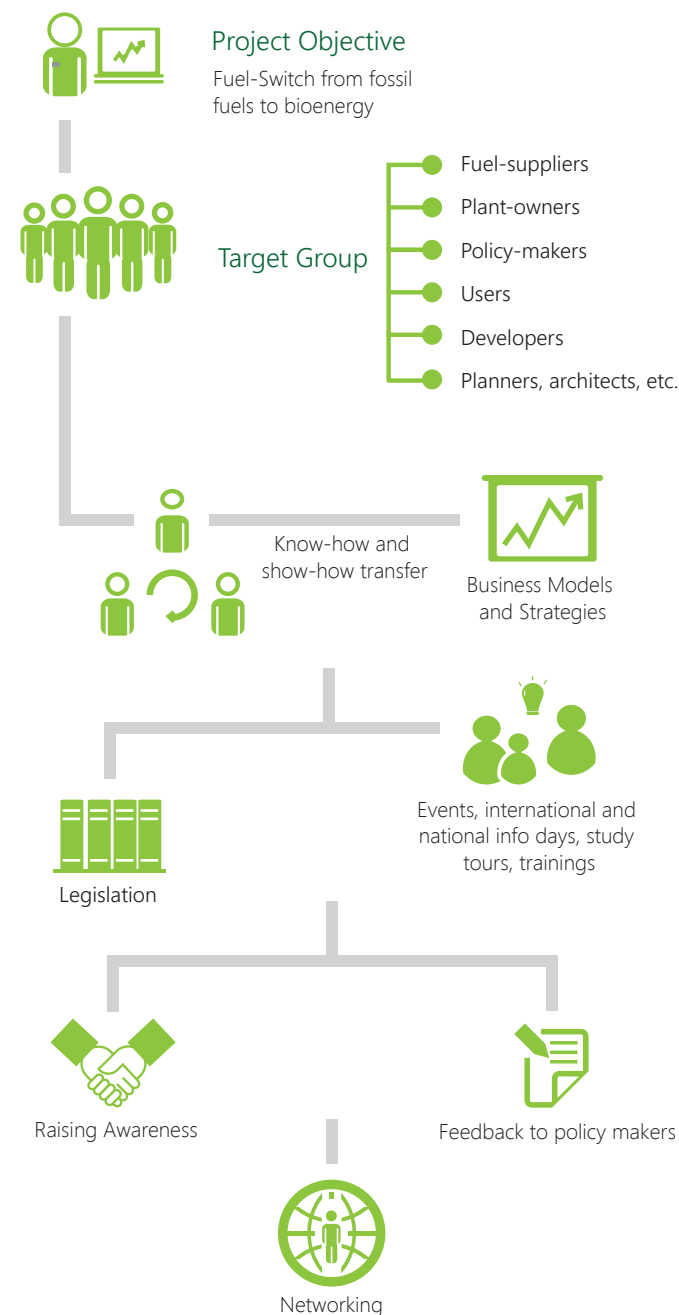 Project Objective
Fuel-Switch from fossil
fuels to bioenergy
Target Group
Fuel-suppliers
Plant-owners
Policy-makers
Users
Developers
Planners, architects, etc.
Know-how and
show-how transfer
Business Models
and Strategies
Events, international and
national info days, study
tours, trainings
Legislation
Raising Awareness
Feedback to policy makers
Networking